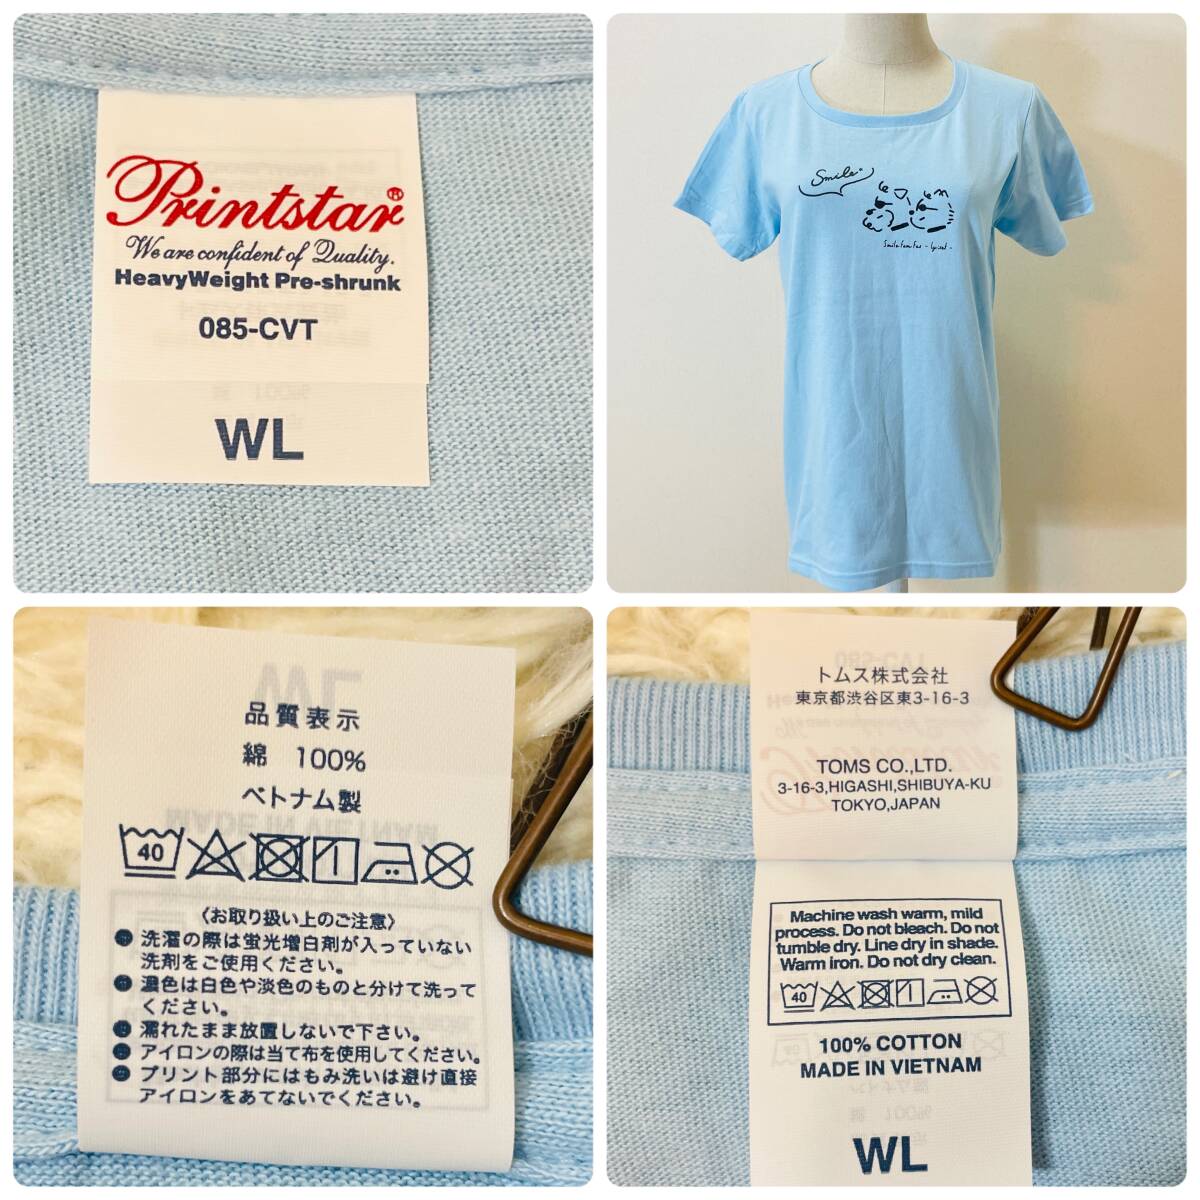 Printstar®
We are confident of Quality.
HeavyWeight Pre-shrunk
085-CVT
WL
Smile
品質表示
綿 100%
ベトナム製
40
〈お取り扱い上のご注意〉
● 洗濯の際は蛍光増白剤が入っていない
洗剤をご使用ください。
● 濃色は白色や淡色のものと分けて洗って
ください。
● 濡れたまま放置しないで下さい。
● アイロンの際は当て布を使用してください。
● プリント部分にはもみ洗いは避け直接
アイロンをあてないでください。
トムス株式会社
東京都渋谷区東3-16-3
TOMS CO.,LTD.
3-16-3,HIGASHI,SHIBUYA-KU
TOKYO,JAPAN
Machine wash warm, mild
process. Do not bleach. Do not
tumble dry. Line dry in shade.
Warm iron. Do not dry clean.
40
100% COTTON
MADE IN VIETNAM
WL